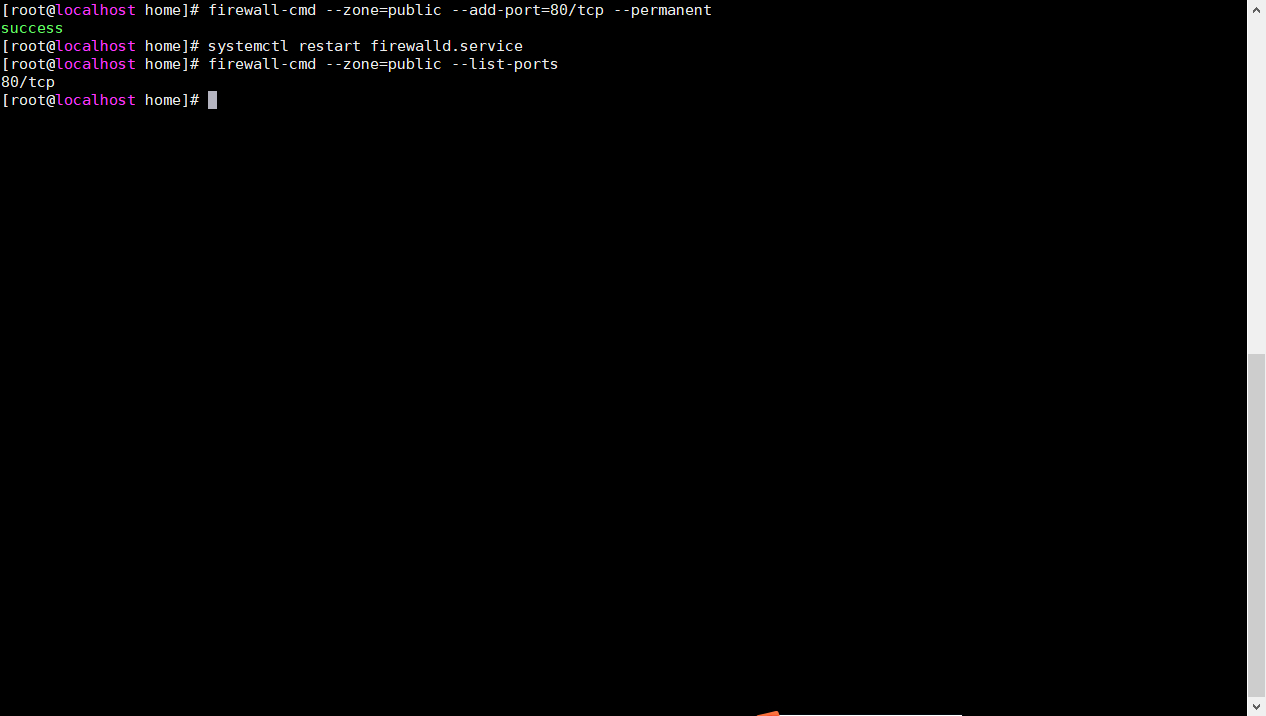 [root@localhost home]# firewall-cmd --zone=public --add-port=80/tcp --permanent
success
[root@localhost home]# systemctl restart firewalld.service
[root@localhost home]# firewall-cmd --zone=public --list-ports
80/tcp
[root@localhost home]#